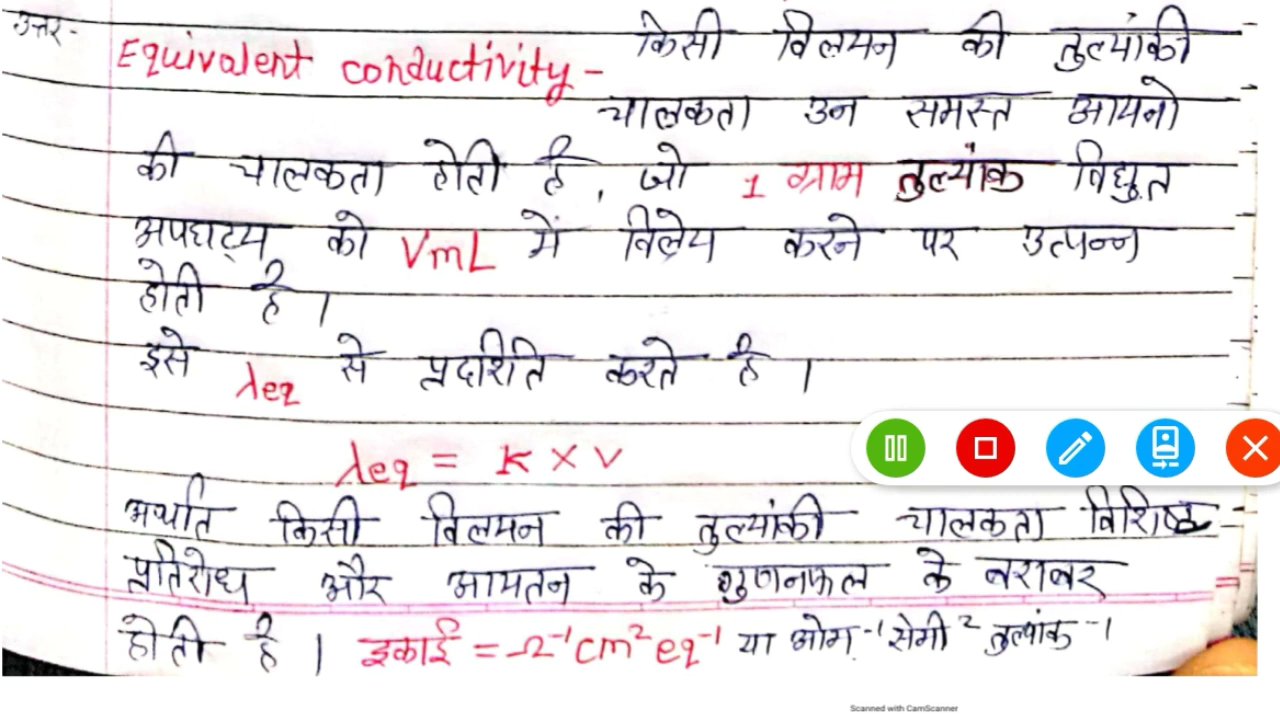 उत्तर-
Equivalent conductivity - किसी विलयन की तुल्यांकी
चालकता उन समस्त आयनो
की चालकता होती है, जो 1 ग्राम तुल्यांक विद्युत
अपघट्य को VmL में विलेय करने पर उत्पन्न
होती है।
इसे λeq से प्रदर्शित करते है।
λeq = K × V
अर्थात किसी विलयन की तुल्यांकी चालकता विशिष्ट
प्रतिरोध और आयतन के गुणनफल के बराबर
होती है। इकाई = Ω⁻¹cm²eq⁻¹ या ओम⁻¹ सेमी² तुल्यांक⁻¹
Scanned with CamScanner